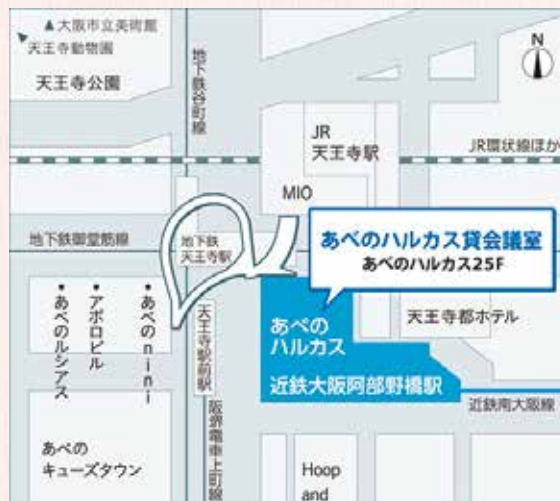 ▲大阪市立美術館
天王寺動物園
天王寺公園
地下鉄谷町線
N
JR
天王寺駅
JR環状線ほか
MIO
地下鉄御堂筋線
地下鉄
天王寺駅
あべのハルカス貸会議室
あべのハルカス25F
・あべのnini
・アポロビル
・あべのルシアス
天王寺駅前駅
あべの
ハルカス
天王寺都ホテル
近鉄大阪阿部野橋駅
近鉄南大阪線
阪堺電車上町線
あべの
キューズタウン
Hoop
and